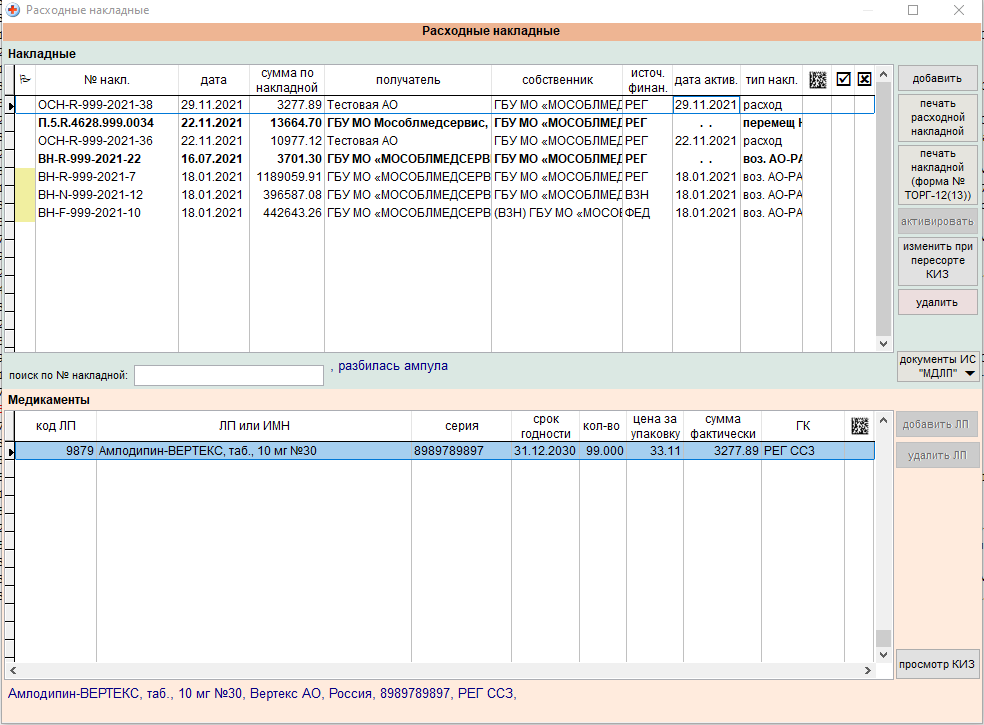 Расходные накладные
Расходные накладные
Накладные
№ накл. дата сумма по накладной получатель собственник источ. финан. дата актив. тип накл.
ОСН-R-999-2021-38 29.11.2021 3277.89 Тестовая АО ГБУ МО «МОСОБЛМЕД РЕГ 29.11.2021 расход
П.5.R.4628.999.0034 22.11.2021 13664.70 ГБУ МО Мособлмедсервис, ГБУ МО «МОСОБЛМЕД РЕГ . . перемещ Н
ОСН-R-999-2021-36 22.11.2021 10977.12 Тестовая АО ГБУ МО «МОСОБЛМЕД РЕГ 22.11.2021 расход
ВН-R-999-2021-22 16.07.2021 3701.30 ГБУ МО «МОСОБЛМЕДСЕРВ ГБУ МО «МОСОБЛМЕД РЕГ . . воз. АО-РА
ВН-R-999-2021-7 18.01.2021 1189059.91 ГБУ МО «МОСОБЛМЕДСЕРВ ГБУ МО «МОСОБЛМЕД РЕГ 18.01.2021 воз. АО-РА
ВН-N-999-2021-12 18.01.2021 396587.08 ГБУ МО «МОСОБЛМЕДСЕРВ ГБУ МО «МОСОБЛМЕД ВЗН 18.01.2021 воз. АО-РА
ВН-F-999-2021-10 18.01.2021 442643.26 ГБУ МО «МОСОБЛМЕДСЕРВ (ВЗН) ГБУ МО «МОСОБ ФЕД 18.01.2021 воз. АО-РА
добавить
печать
расходной
накладной
печать
накладной
(форма №
ТОРГ-12(13))
активировать
изменить при
пересорте
КИЗ
удалить
документы ИС
"МДЛП"
поиск по № накладной:
, разбилась ампула
Медикаменты
код ЛП ЛП или ИМН серия срок годности кол-во цена за упаковку сумма фактически ГК
9879 Амлодипин-ВЕРТЕКС, таб., 10 мг №30 8989789897 31.12.2030 99.000 33.11 3277.89 РЕГ ССЗ
добавить ЛП
удалить ЛП
просмотр КИЗ
Амлодипин-ВЕРТЕКС, таб., 10 мг №30, Вертекс АО, Россия, 8989789897, РЕГ ССЗ,